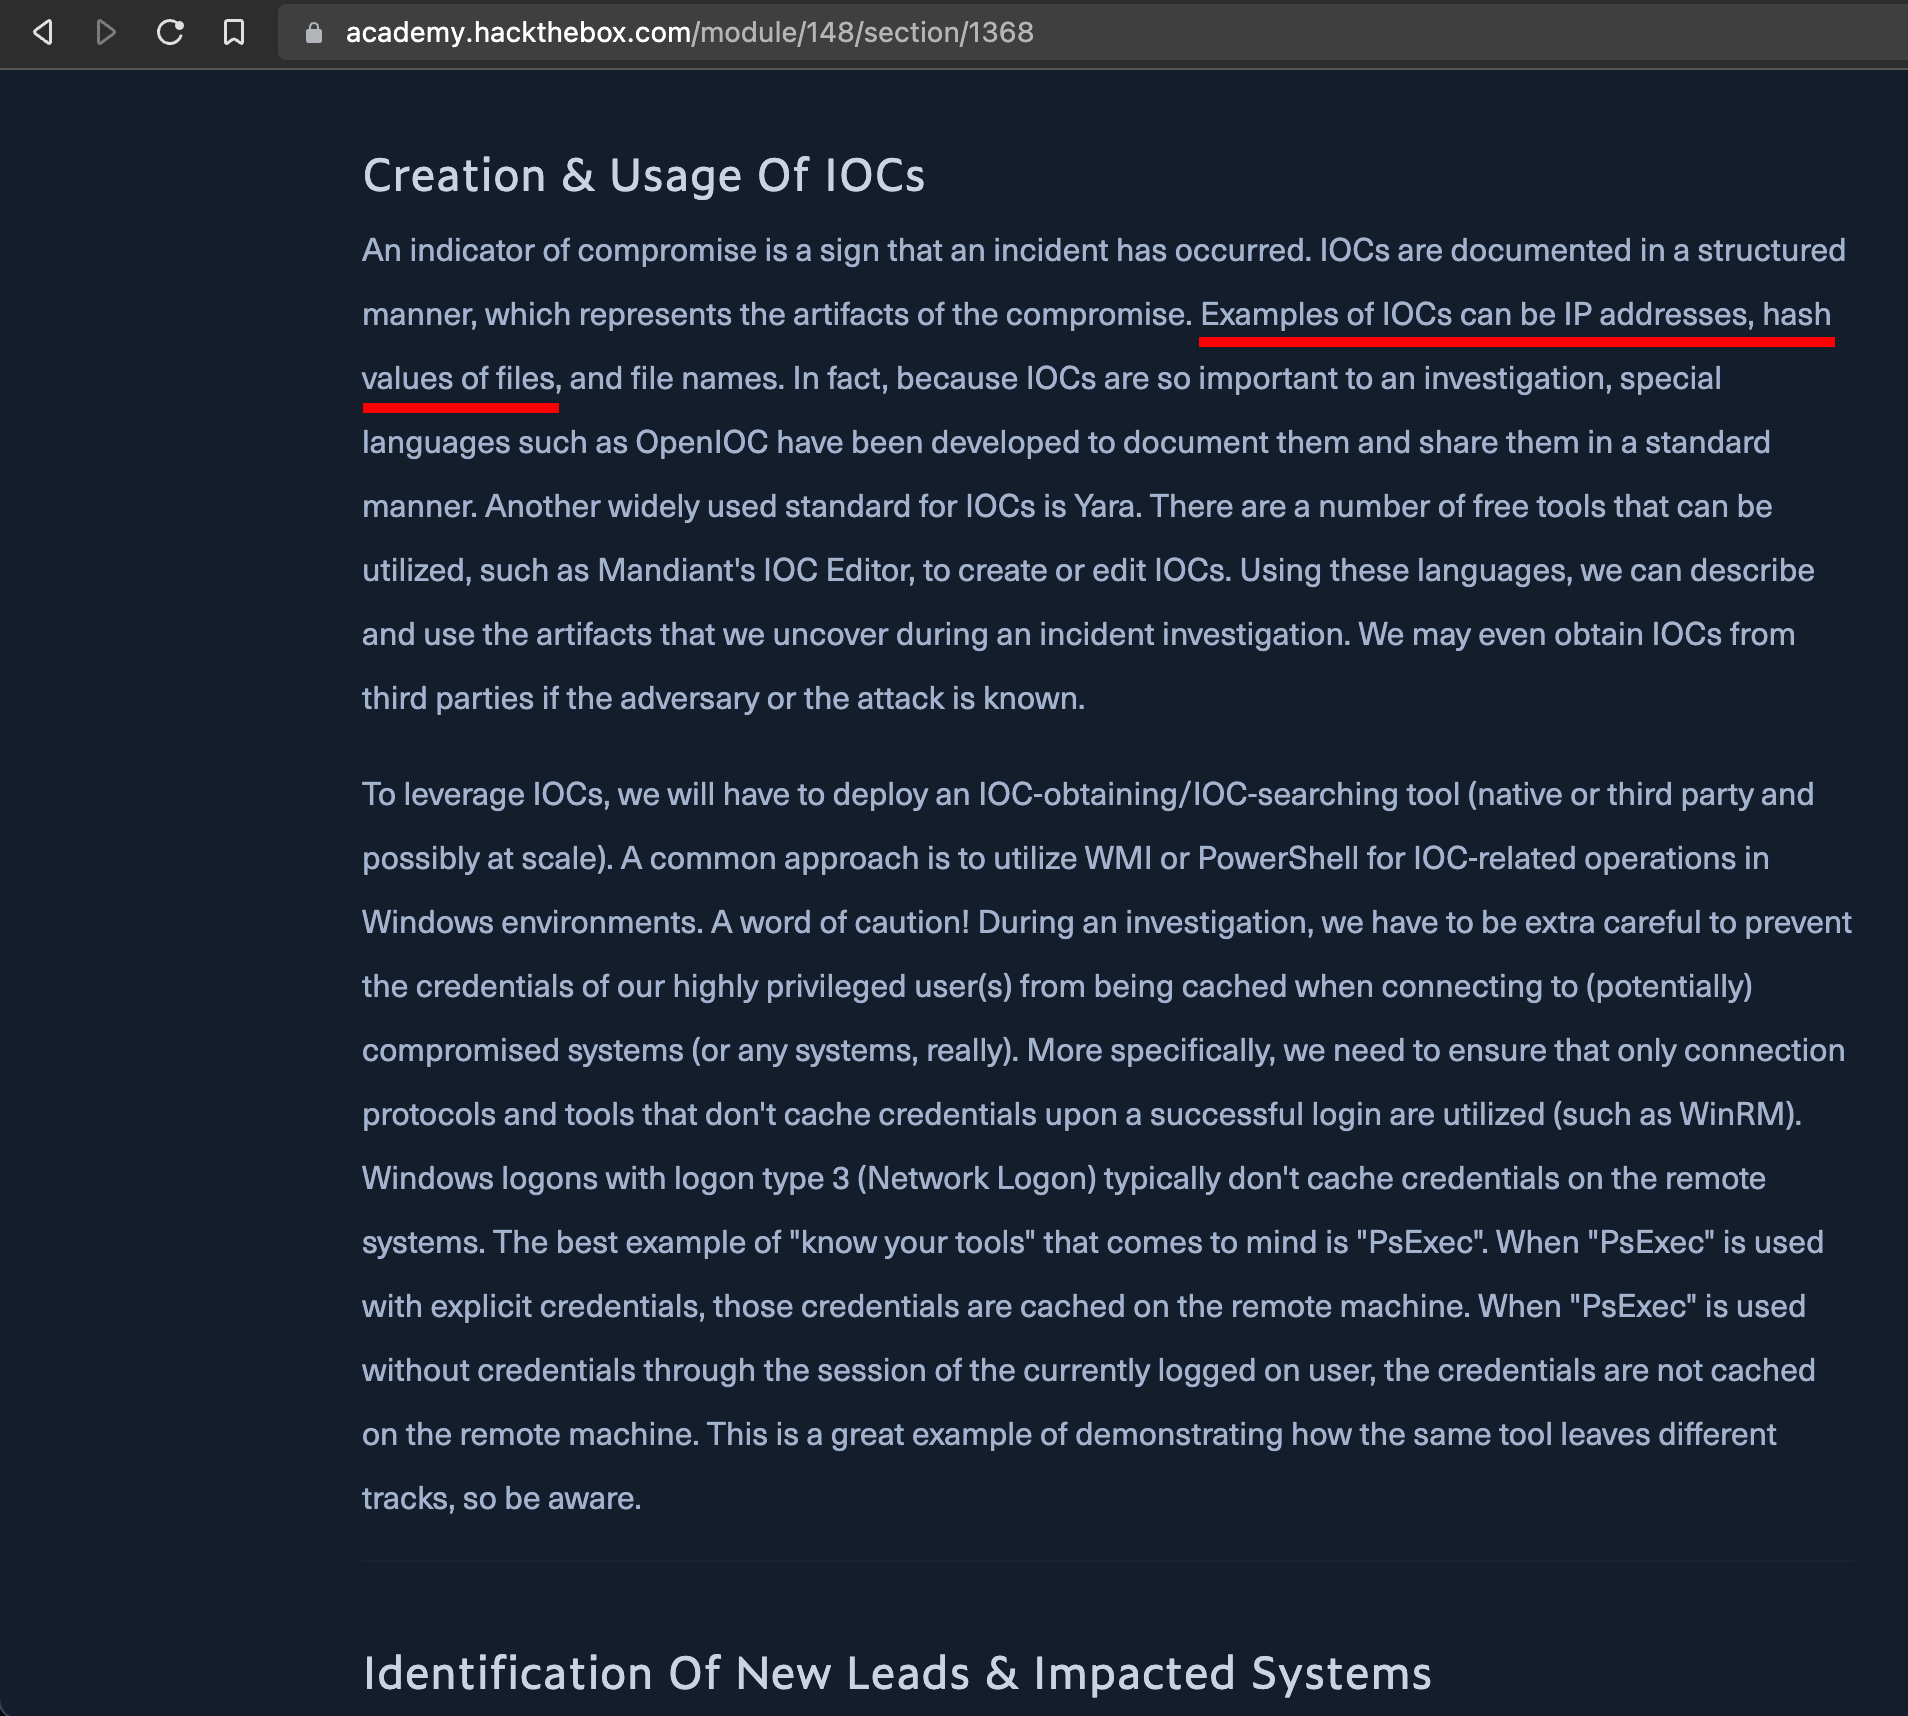 academy.hackthebox.com/module/148/section/1368
Creation & Usage Of IOCs
An indicator of compromise is a sign that an incident has occurred. IOCs are documented in a structured
manner, which represents the artifacts of the compromise. Examples of IOCs can be IP addresses, hash
values of files, and file names. In fact, because IOCs are so important to an investigation, special
languages such as OpenIOC have been developed to document them and share them in a standard
manner. Another widely used standard for IOCs is Yara. There are a number of free tools that can be
utilized, such as Mandiant's IOC Editor, to create or edit IOCs. Using these languages, we can describe
and use the artifacts that we uncover during an incident investigation. We may even obtain IOCs from
third parties if the adversary or the attack is known.
To leverage IOCs, we will have to deploy an IOC-obtaining/IOC-searching tool (native or third party and
possibly at scale). A common approach is to utilize WMI or PowerShell for IOC-related operations in
Windows environments. A word of caution! During an investigation, we have to be extra careful to prevent
the credentials of our highly privileged user(s) from being cached when connecting to (potentially)
compromised systems (or any systems, really). More specifically, we need to ensure that only connection
protocols and tools that don't cache credentials upon a successful login are utilized (such as WinRM).
Windows logons with logon type 3 (Network Logon) typically don't cache credentials on the remote
systems. The best example of "know your tools" that comes to mind is "PsExec". When "PsExec" is used
with explicit credentials, those credentials are cached on the remote machine. When "PsExec" is used
without credentials through the session of the currently logged on user, the credentials are not cached
on the remote machine. This is a great example of demonstrating how the same tool leaves different
tracks, so be aware.
Identification Of New Leads & Impacted Systems